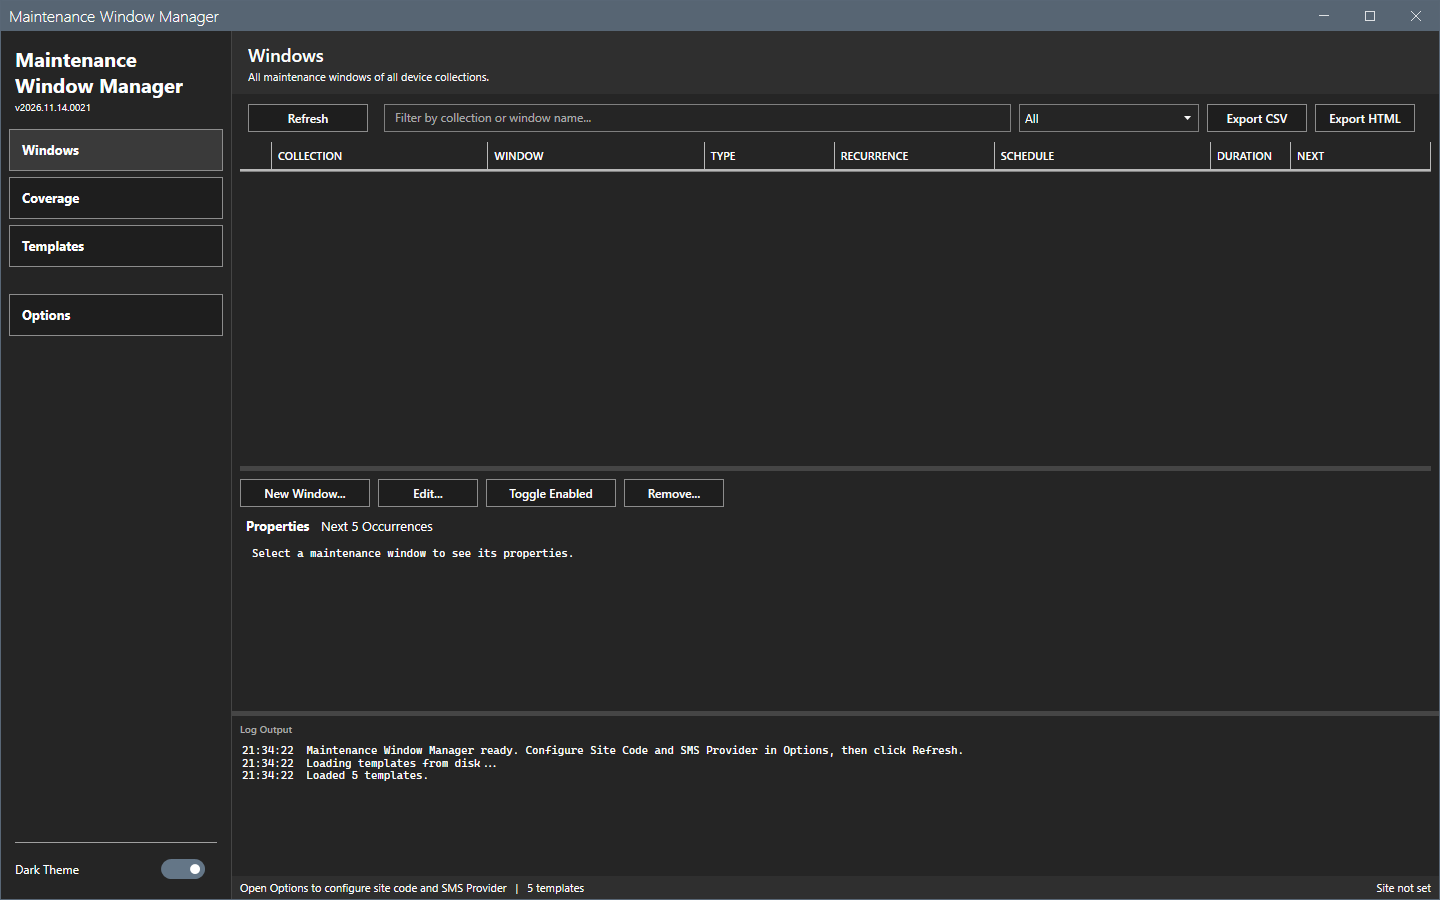 Maintenance Window Manager
Maintenance
Window Manager
v2026.11.14.0021
Windows
Coverage
Templates
Options
Dark Theme
Windows
All maintenance windows of all device collections.
Refresh
Filter by collection or window name...
All
Export CSV
Export HTML
COLLECTION
WINDOW
TYPE
RECURRENCE
SCHEDULE
DURATION
NEXT
New Window...
Edit...
Toggle Enabled
Remove...
Properties
Next 5 Occurrences
Select a maintenance window to see its properties.
Log Output
21:34:22  Maintenance Window Manager ready. Configure Site Code and SMS Provider in Options, then click Refresh.
21:34:22  Loading templates from disk...
21:34:22  Loaded 5 templates.
Open Options to configure site code and SMS Provider  |  5 templates
Site not set